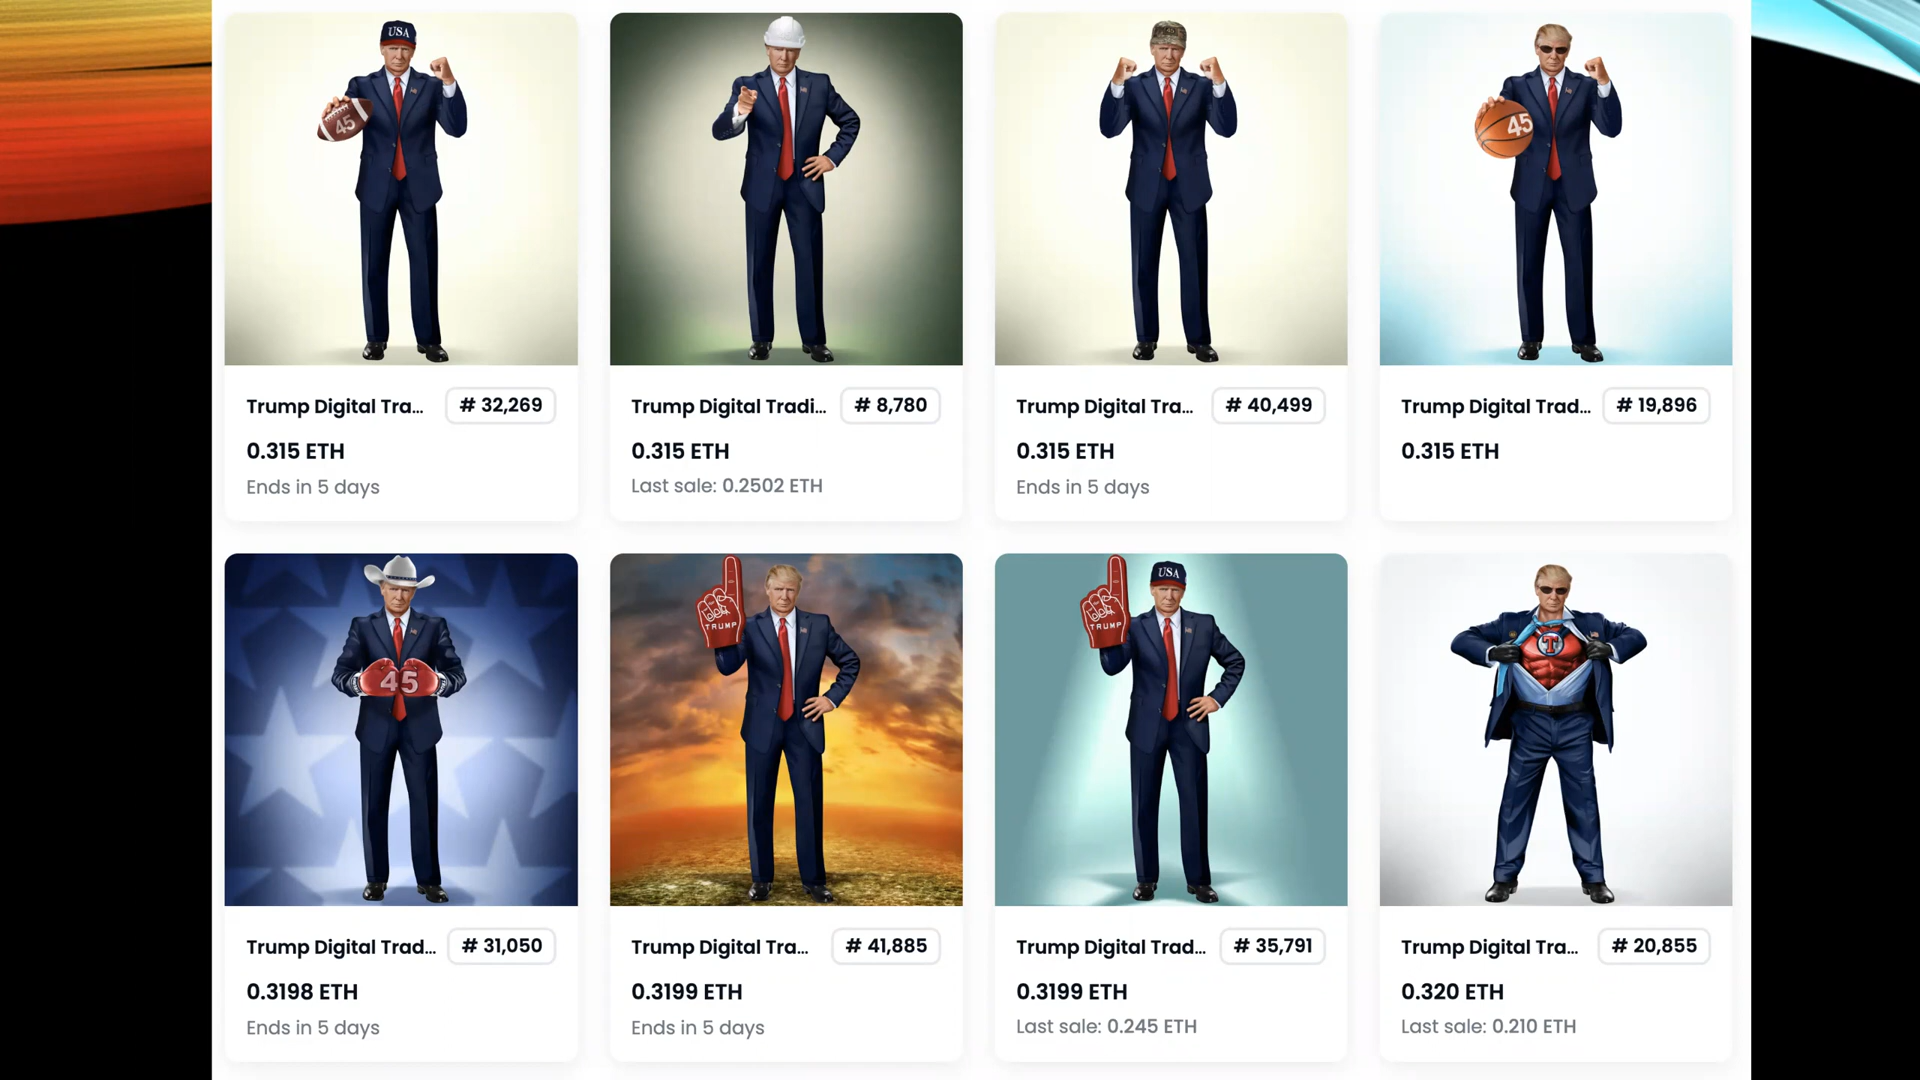 USA
45
45
45
Trump Digital Tra... # 32,269
0.315 ETH
Ends in 5 days
Trump Digital Tradi... # 8,780
0.315 ETH
Last sale: 0.2502 ETH
Trump Digital Tra... # 40,499
0.315 ETH
Ends in 5 days
Trump Digital Trad... # 19,896
0.315 ETH
45
TRUMP
USA
TRUMP
T
Trump Digital Trad... # 31,050
0.3198 ETH
Ends in 5 days
Trump Digital Tra... # 41,885
0.3199 ETH
Ends in 5 days
Trump Digital Trad... # 35,791
0.3199 ETH
Last sale: 0.245 ETH
Trump Digital Tra... # 20,855
0.320 ETH
Last sale: 0.210 ETH